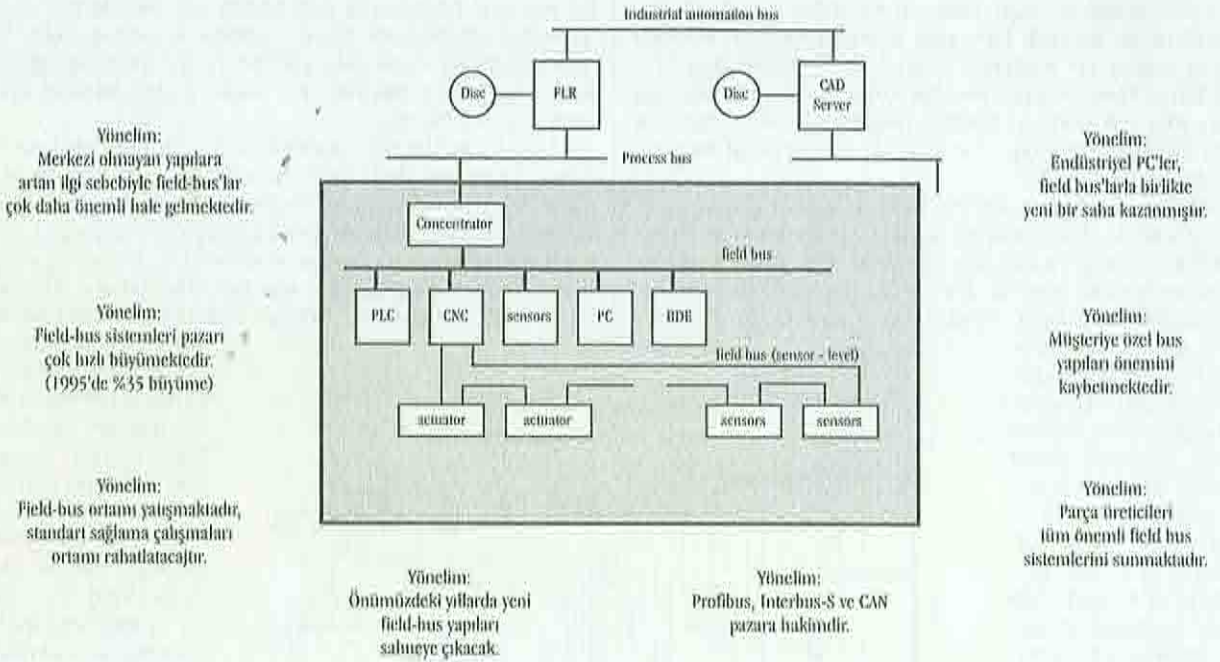 Industrial automation bus
Disc
PLR
Disc
CAD
Server
Process bus
Yönelim:
Merkezi olmayan yapılara
artan ilgi sebebiyle field-bus'lar
çok daha önemli hale gelmektedir.
Yönelim:
Endüstriyel PC'ler,
field bus'larla birlikte
yeni bir saha kazanmıştır.
Concentrator
field bus
PLC
CNC
sensors
PC
BDE
Yönelim:
Field-bus sistemleri pazarı
çok hızlı büyümektedir.
(1995'de %35 büyüme)
Yönelim:
Müşteriye özel bus
yapıları önemini
kaybetmektedir.
field bus (sensor - level)
actuator
actuator
sensors
sensors
Yönelim:
Field-bus ortamı yatışmaktadır,
standart sağlama çalışmaları
ortamı rahatlatacaktır.
Yönelim:
Parça üreticileri
tüm önemli field bus
sistemlerini sunmaktadır.
Yönelim:
Önümüzdeki yıllarda yeni
field-bus yapıları
sahneye çıkacak.
Yönelim:
Profibus, Interbus-S ve CAN
pazara hakimdir.